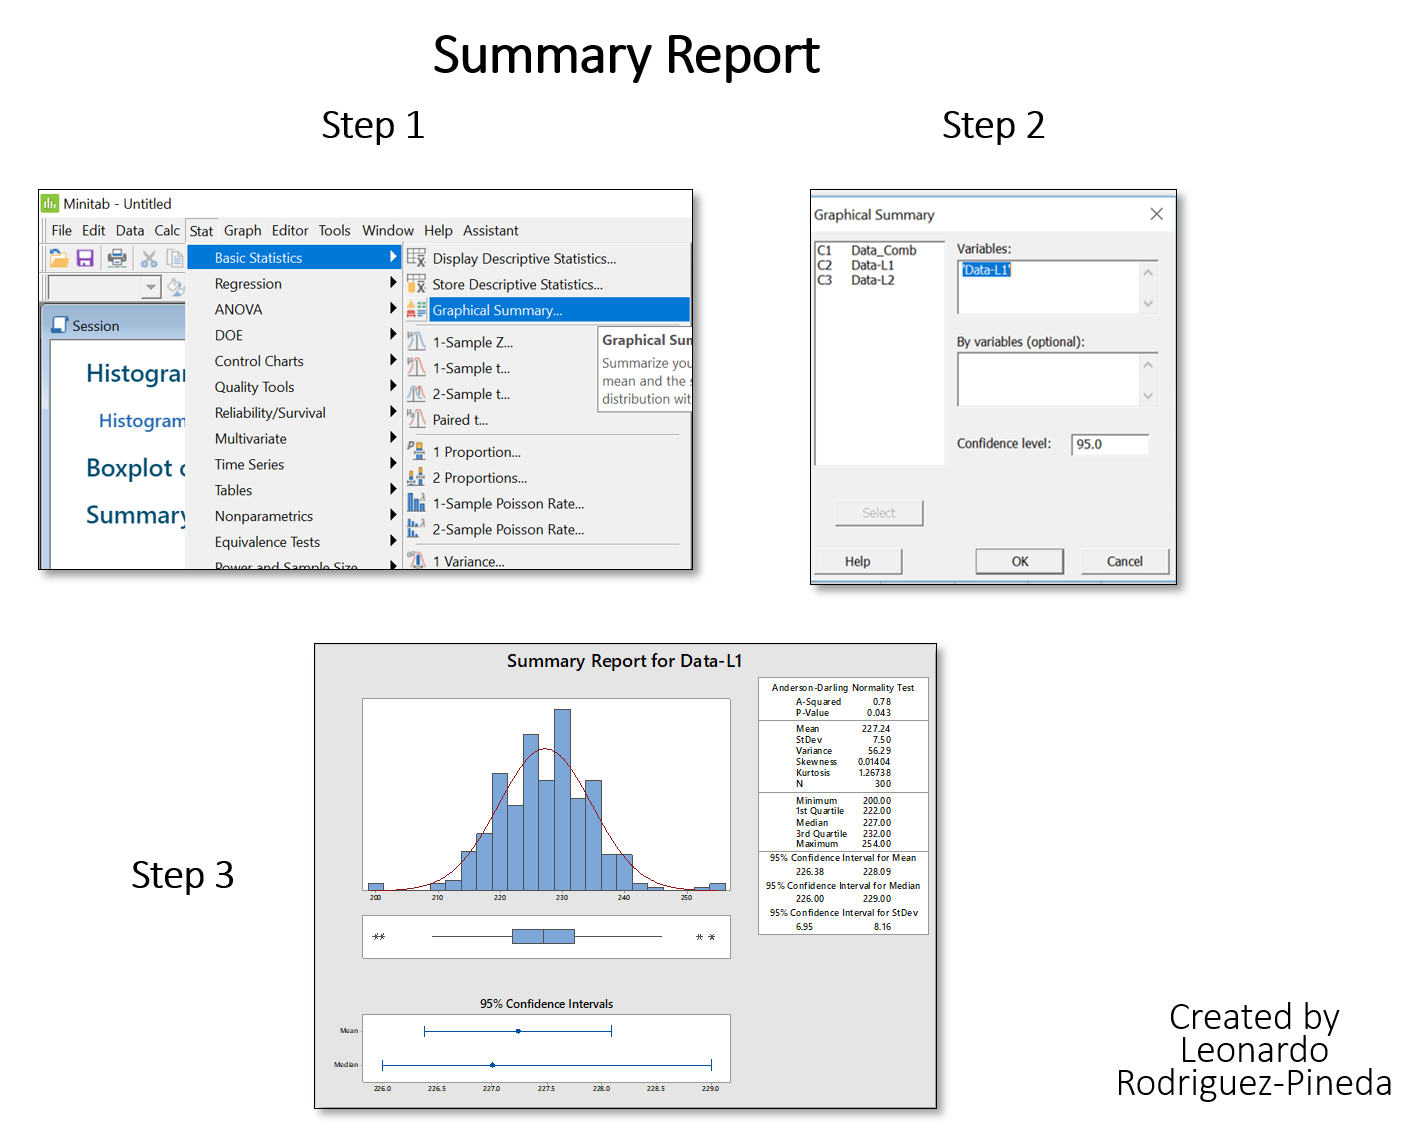 Summary Report
Step 1
Step 2
Minitab - Untitled
File Edit Data Calc Stat Graph Editor Tools Window Help Assistant
Session
Histogra
Histogram
Boxplot
Summary
Basic Statistics
Regression
ANOVA
DOE
Control Charts
Quality Tools
Reliability/Survival
Multivariate
Time Series
Tables
Nonparametrics
Equivalence Tests
Power and Sample Size
Display Descriptive Statistics...
Store Descriptive Statistics...
Graphical Summary...
1-Sample Z...
1-Sample t...
2-Sample t...
Paired t...
1 Proportion...
2 Proportions...
1-Sample Poisson Rate...
2-Sample Poisson Rate...
1 Variance...
Graphical Sum
Summarize you
mean and the s
distribution wit
Graphical Summary
C1 Data_Comb
C2 Data-L1
C3 Data-L2
Variables:
'Data-L1'
By variables (optional):
Confidence level: 95.0
Select
Help
OK
Cancel
Step 3
Summary Report for Data-L1
200 210 220 230 240 250
** * *
95% Confidence Intervals
Mean
Median
226.0 226.5 227.0 227.5 228.0 228.5 229.0
Anderson-Darling Normality Test
A-Squared 0.78
P-Value 0.043
Mean 227.24
StDev 7.50
Variance 56.29
Skewness 0.01404
Kurtosis 1.26738
N 300
Minimum 200.00
1st Quartile 222.00
Median 227.00
3rd Quartile 232.00
Maximum 254.00
95% Confidence Interval for Mean
226.38 228.09
95% Confidence Interval for Median
226.00 229.00
95% Confidence Interval for StDev
6.95 8.16
Created by
Leonardo
Rodriguez-Pineda